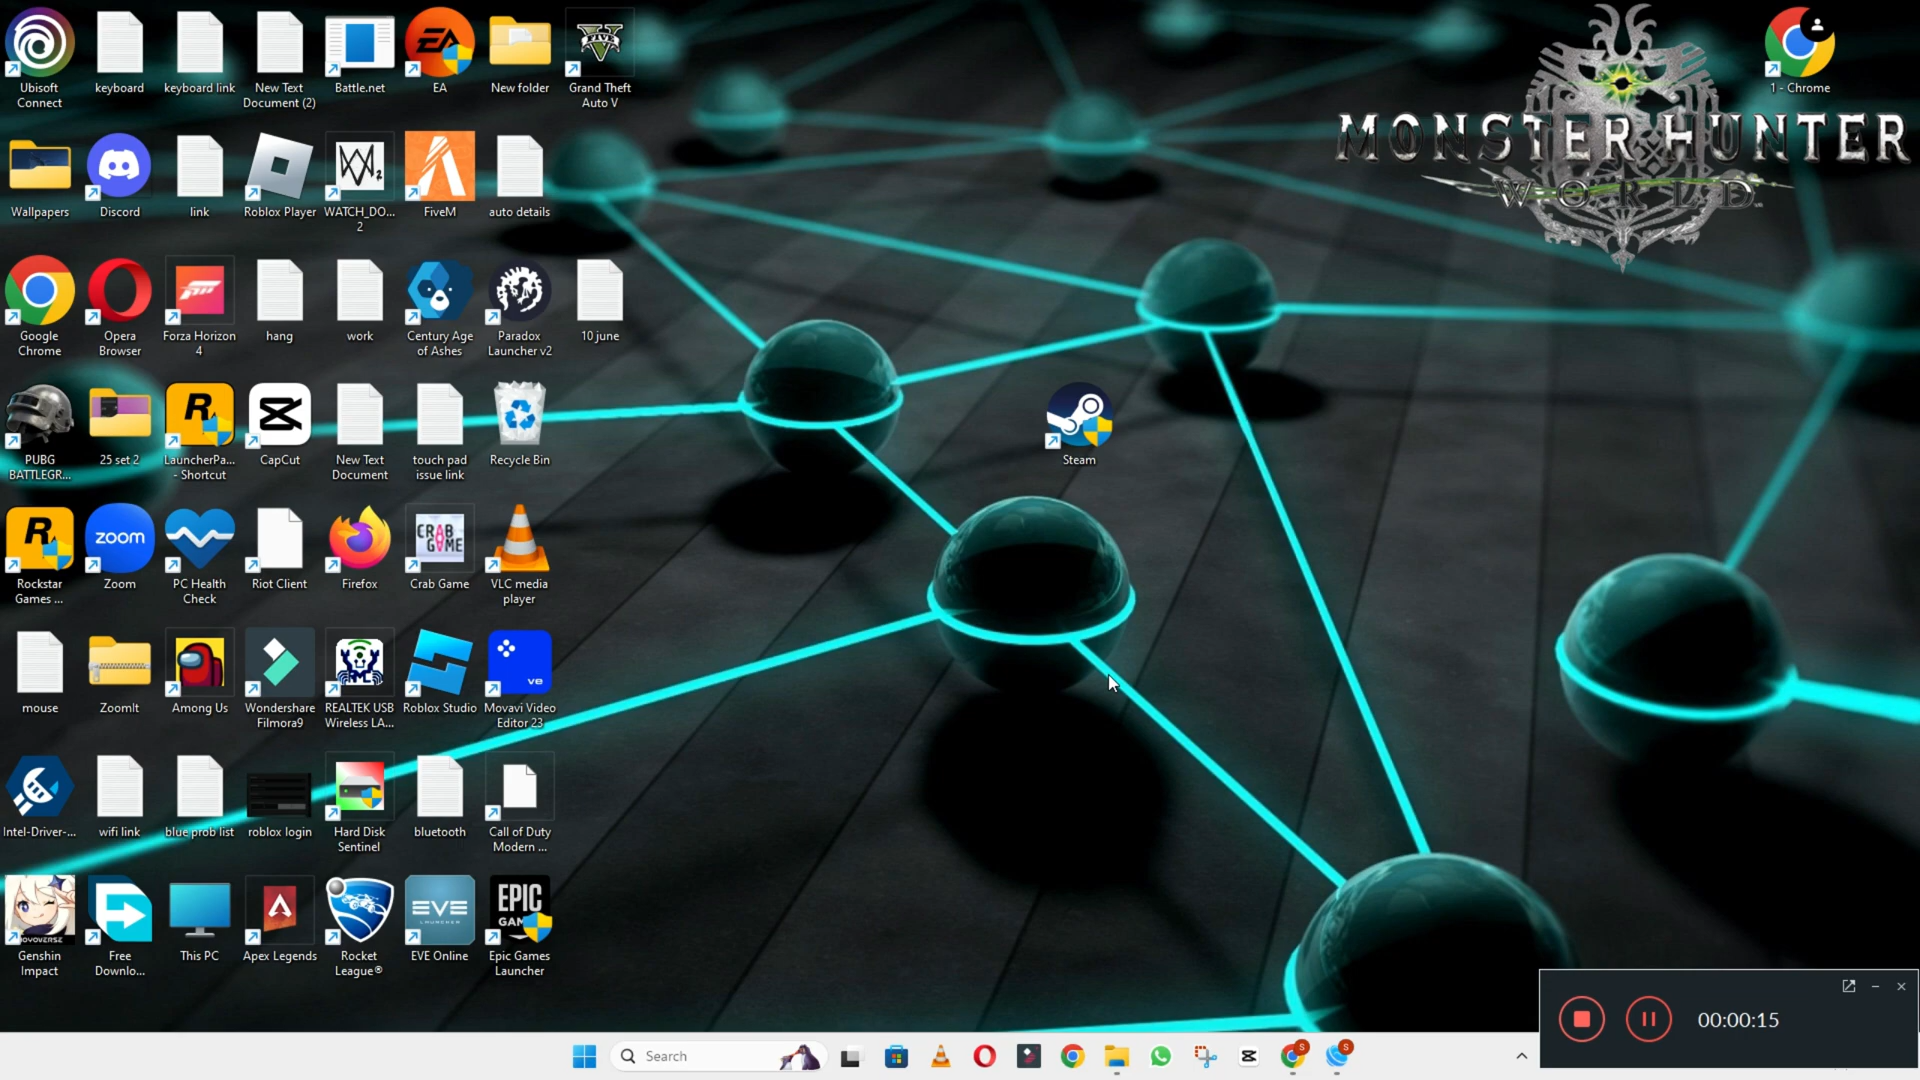 Ubisoft
Connect
keyboard
keyboard link
New Text
Document (2)
Battle.net
EA
New folder
Grand Theft
Auto V
1 - Chrome
MONSTER HUNTER
WORLD
Wallpapers
Discord
link
Roblox Player
WATCH_DO...
2
FiveM
auto details
Google
Chrome
Opera
Browser
Forza Horizon
4
hang
work
Century Age
of Ashes
Paradox
Launcher v2
10 june
PUBG
BATTLEGR...
25 set 2
LauncherPa...
- Shortcut
CapCut
New Text
Document
touch pad
issue link
Recycle Bin
Steam
zoom
CRAB
GAME
Rockstar
Games ...
Zoom
PC Health
Check
Riot Client
Firefox
Crab Game
VLC media
player
ve
mouse
ZoomIt
Among Us
Wondershare
Filmora9
REALTEK USB
Wireless LA...
Roblox Studio
Movavi Video
Editor 23
Intel-Driver-...
wifi link
blue prob list
roblox login
Hard Disk
Sentinel
bluetooth
Call of Duty
Modern ...
EVE
EPIC
Genshin
Impact
Free
Downlo...
This PC
Apex Legends
Rocket
League®
EVE Online
Epic Games
Launcher
00:00:15
Search